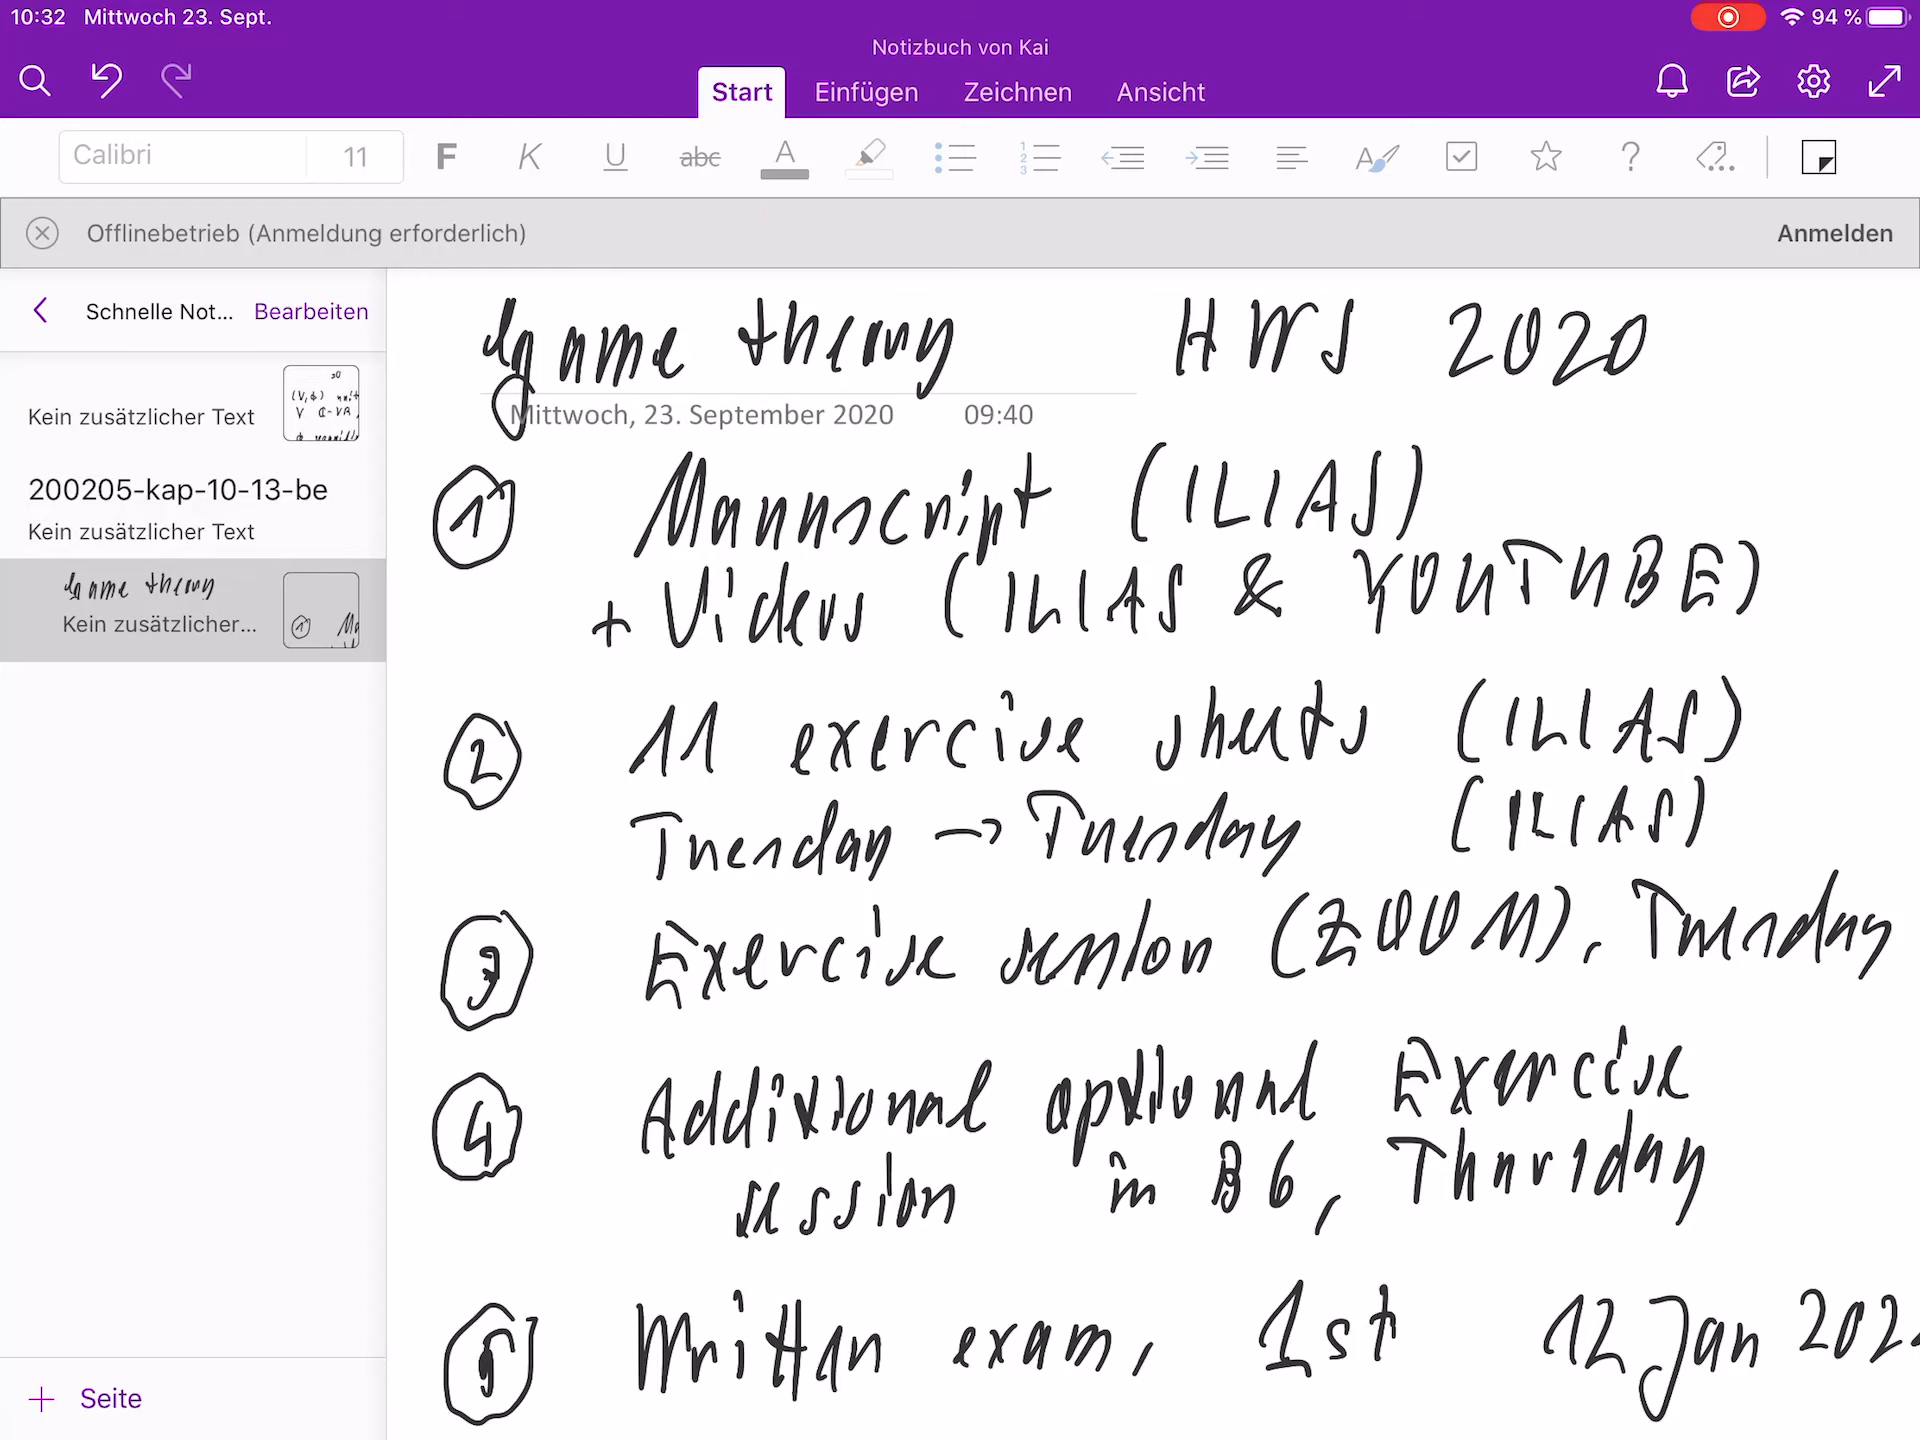 10:32 Mittwoch 23. Sept.
94 %
Notizbuch von Kai
Start Einfügen Zeichnen Ansicht
Calibri 11 F K U abc A
Offlinebetrieb (Anmeldung erforderlich) Anmelden
Schnelle Not... Bearbeiten
Kein zusätzlicher Text
200205-kap-10-13-be
Kein zusätzlicher Text
game theory
Kein zusätzlicher...
+ Seite
game theory HWS 2020
Mittwoch, 23. September 2020 09:40
1 Manuscript (ILIAS)
+ Videos (ILIAS & YOUTUBE)
2 11 exercise sheets (ILIAS)
Tuesday → Tuesday (ILIAS)
3 Exercise session (ZOOM), Tuesday
4 Additional optional Exercise
session in B6, Thursday
5 Written exam, 1st 12 Jan 202